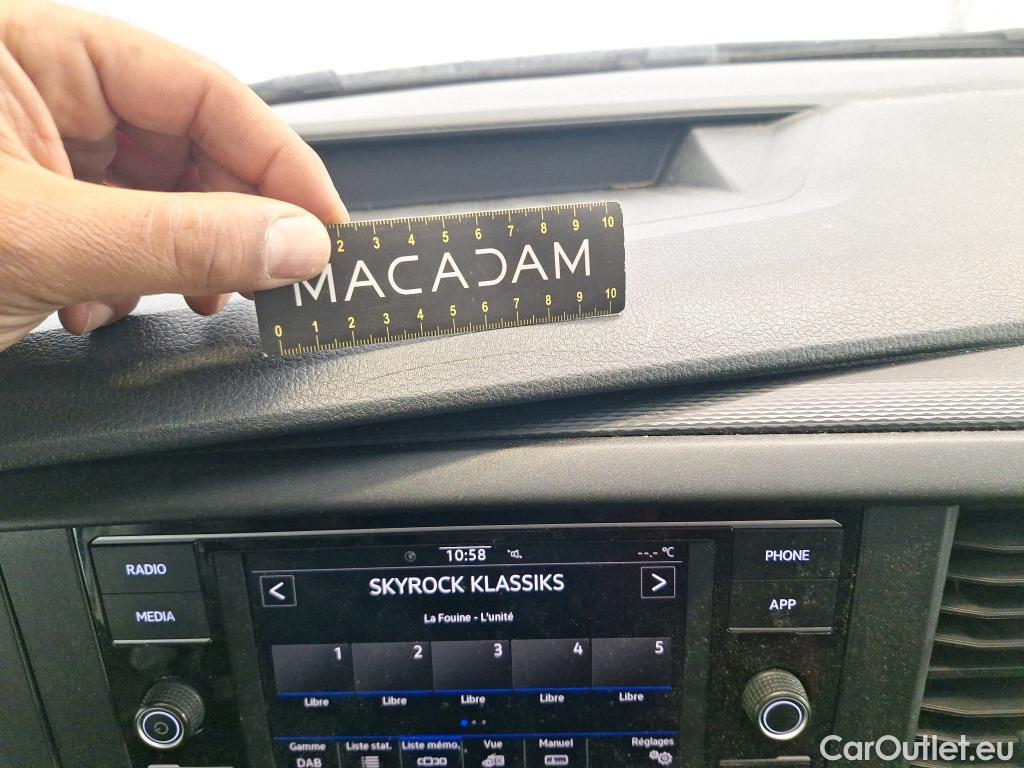 2 3 4 5 6 7 8 9 10
MACADAM
0 1 2 3 4 5 6 7 8 9 10
RADIO
MEDIA
10:58
--.- °C
< SKYROCK KLASSIKS >
La Fouine - L'unité
1 2 3 4 5
Libre Libre Libre Libre Libre
Gamme Liste stat. Liste mémo. Vue Manuel Réglages
DAB
PHONE
APP
CarOutlet.eu